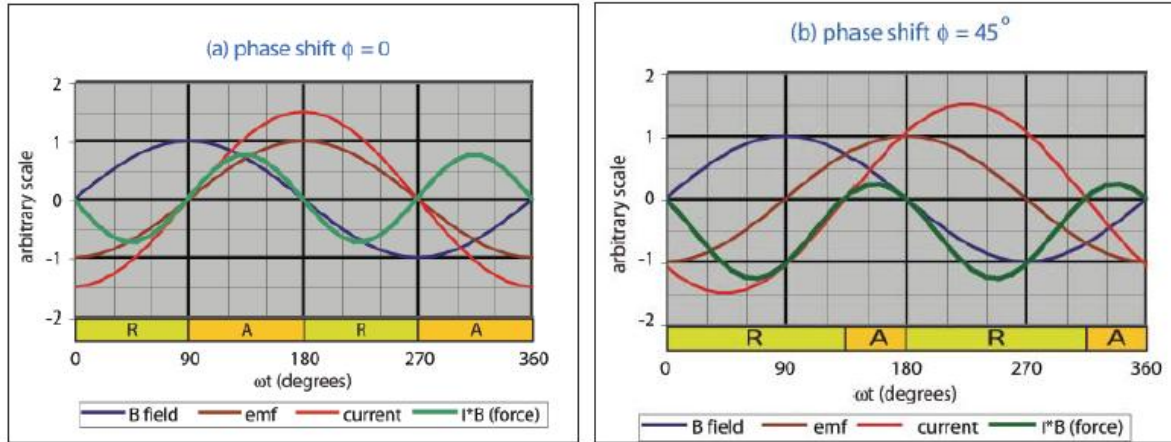 (a) phase shift ϕ = 0
2
1
0
-1
-2
arbitrary scale
R A R A
0 90 180 270 360
ωt (degrees)
B field emf current I*B (force)
(b) phase shift ϕ = 45°
2
1
0
-1
-2
arbitrary scale
R A R A
0 90 180 270 360
ωt (degrees)
B field emf current I*B (force)